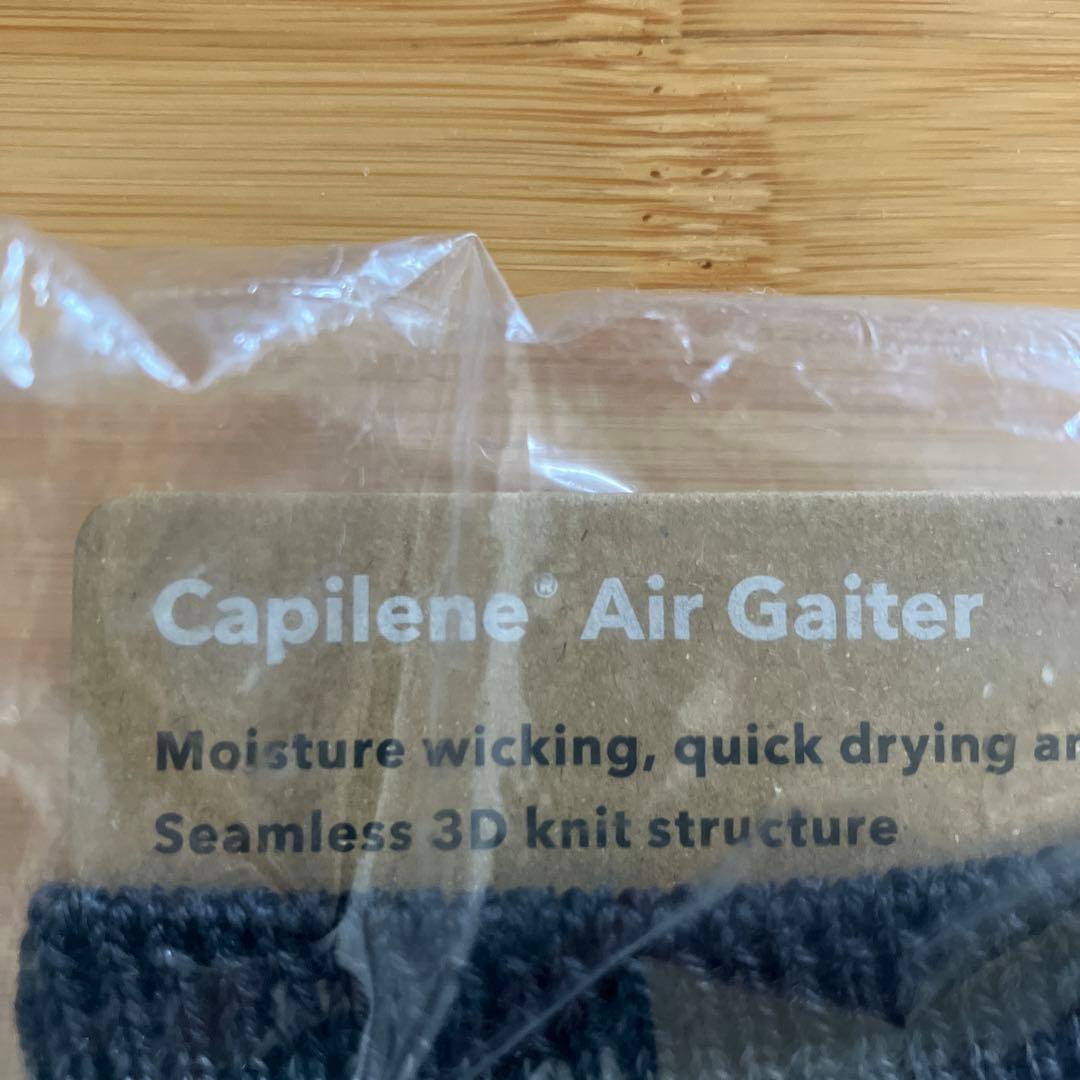 Capilene® Air Gaiter
Moisture wicking, quick drying
Seamless 3D knit structure